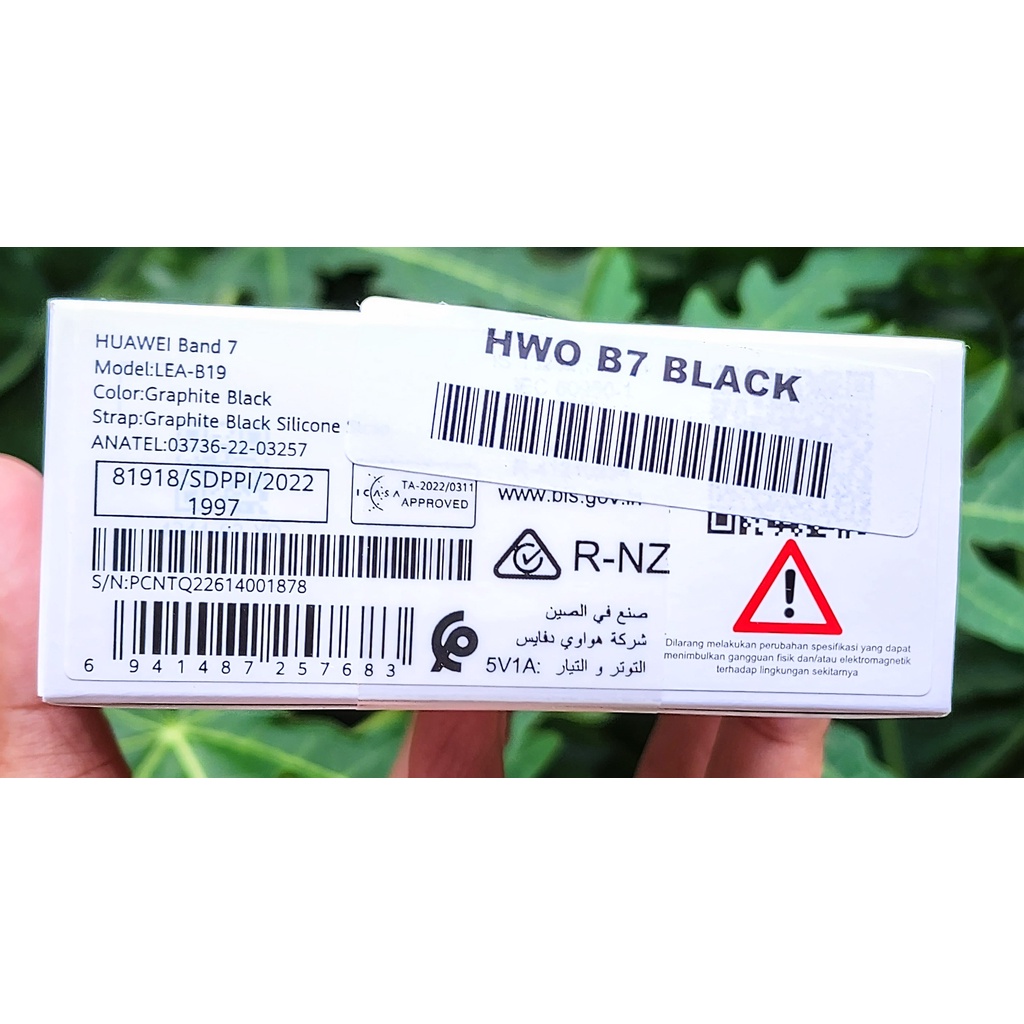 HUAWEI Band 7
Model:LEA-B19
Color:Graphite Black
Strap:Graphite Black Silicone
ANATEL:03736-22-03257
81918/SDPPI/2022
1997
ICASA TA-2022/0311
APPROVED
HWO B7 BLACK
www.bis.gov.in
R-NZ
S/N:PCNTQ22614001878
6 941487 257683
صنع في الصين
شركة هواوي دفايس
التوتر و التيار: 5V1A
Dilarang melakukan perubahan spesifikasi yang dapat
menimbulkan gangguan fisik dan/atau elektromagnetik
terhadap lingkungan sekitarnya